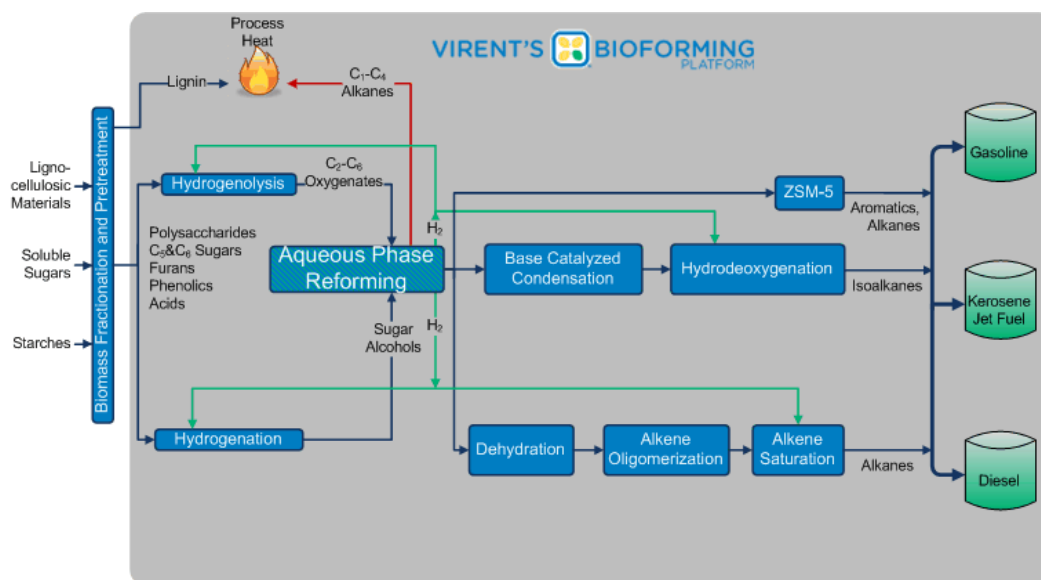 Process
Heat
VIRENT'S BIOFORMING
PLATFORM
Lignin
C₁-C₄
Alkanes
Biomass Fractionation and Pretreatment
Ligno-
cellulosic
Materials
Soluble
Sugars
Starches
Hydrogenolysis
C₂-C₆
Oxygenates
Polysaccharides
C₅&C₆ Sugars
Furans
Phenolics
Acids
H₂
Aqueous Phase
Reforming
H₂
Sugar
Alcohols
Hydrogenation
ZSM-5
Aromatics,
Alkanes
Base Catalyzed
Condensation
Hydrodeoxygenation
Isoalkanes
Dehydration
Alkene
Oligomerization
Alkene
Saturation
Alkanes
Gasoline
Kerosene
Jet Fuel
Diesel